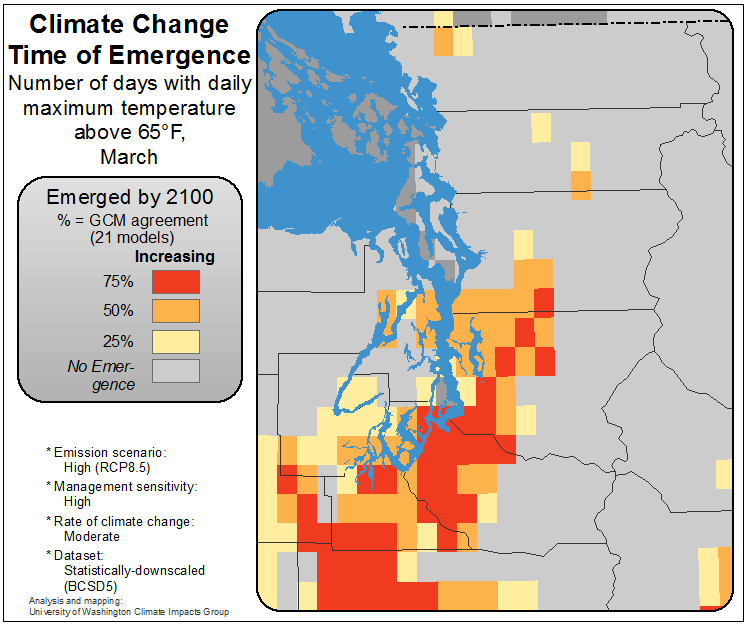 Climate Change
Time of Emergence
Number of days with daily
maximum temperature
above 65°F,
March
Emerged by 2100
% = GCM agreement
(21 models)
Increasing
75%
50%
25%
No Emer-
gence
* Emission scenario:
High (RCP8.5)
* Management sensitivity:
High
* Rate of climate change:
Moderate
* Dataset:
Statistically-downscaled
(BCSD5)
Analysis and mapping:
University of Washington Climate Impacts Group